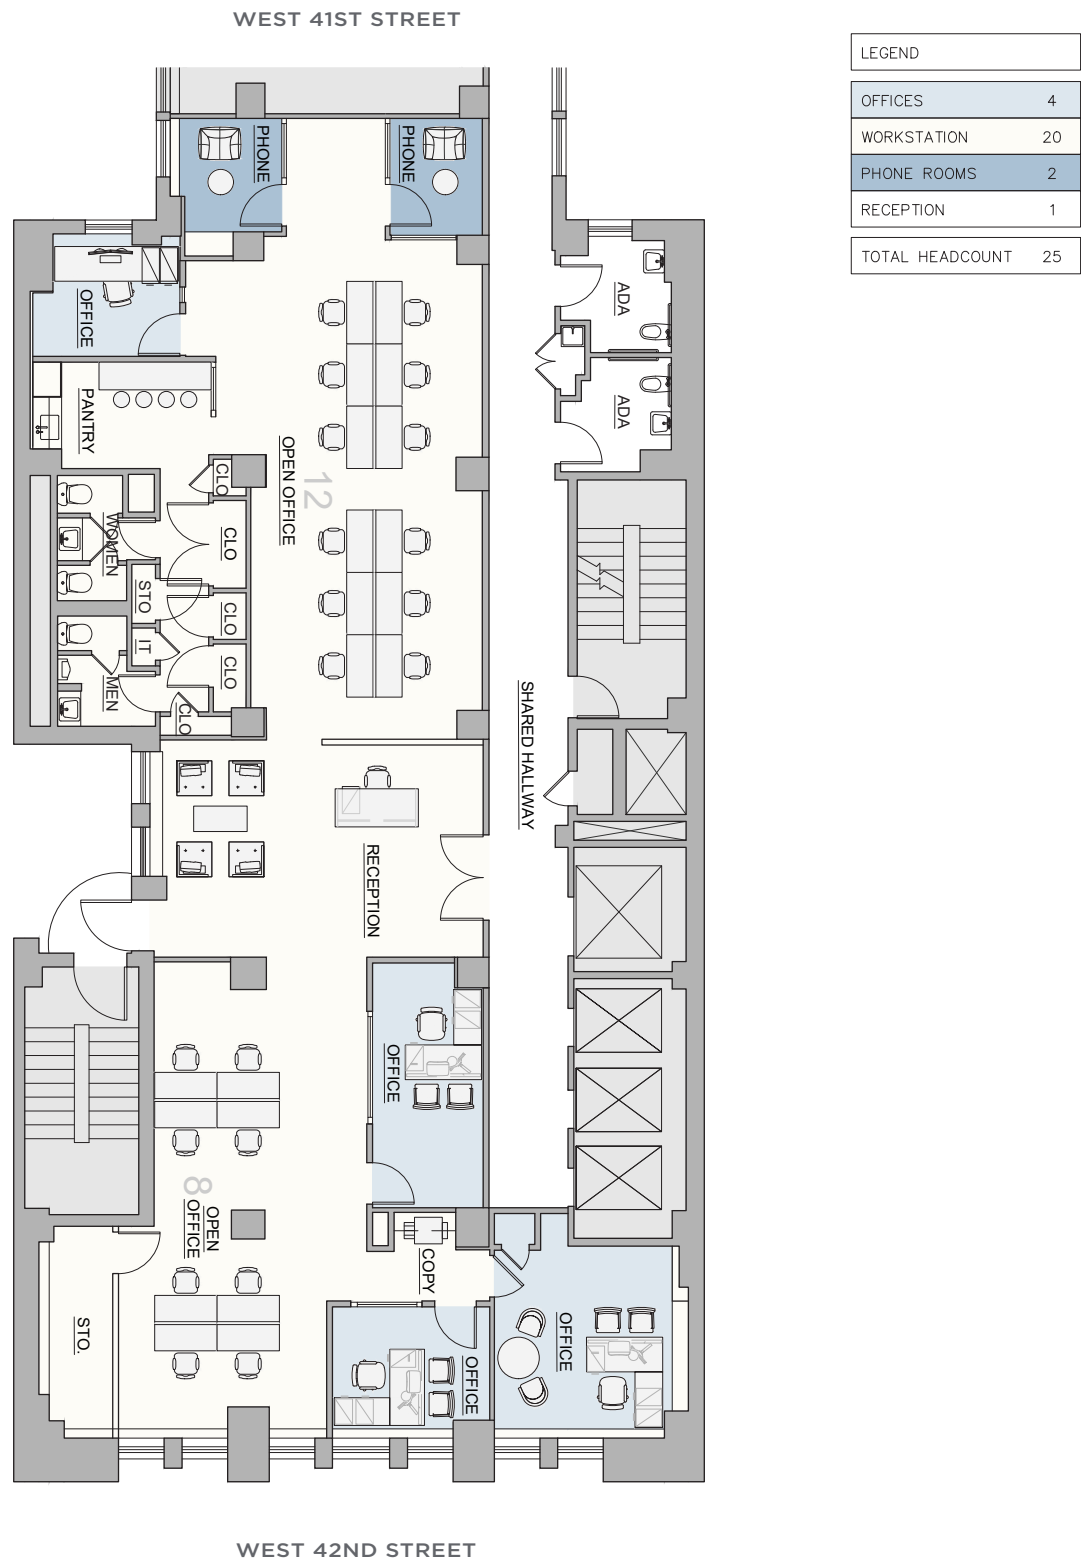 WEST 41ST STREET
LEGEND
OFFICES 4
WORKSTATION 20
PHONE ROOMS 2
RECEPTION 1
TOTAL HEADCOUNT 25
PHONE
PHONE
OFFICE
ADA
PANTRY
ADA
OPEN OFFICE
12
CLO
WOMEN
CLO
STO
CLO
IT
CLO
MEN
CLO
SHARED HALLWAY
RECEPTION
OFFICE
8
OPEN
OFFICE
COPY
STO.
OFFICE
OFFICE
WEST 42ND STREET